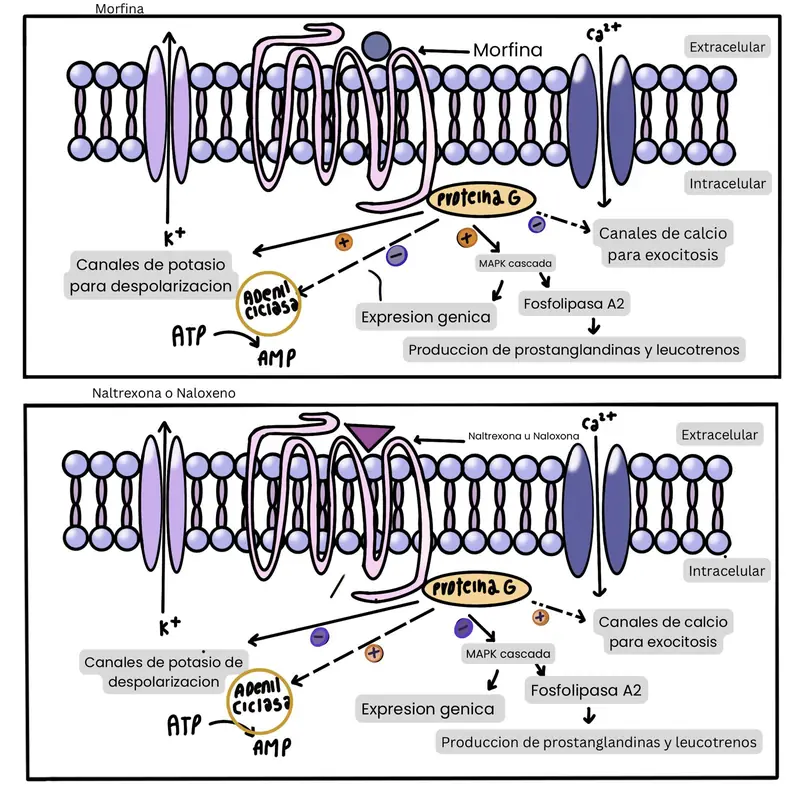 Morfina
Ca²⁺
Extracelular
Morfina
Intracelular
Proteina G
K⁺
+
-
+
-
Canales de calcio
para exocitosis
Canales de potasio
para despolarizacion
MAPK cascada
Adenil
ciclasa
Fosfolipasa A2
Expresion genica
ATP
AMP
Produccion de prostanglandinas y leucotrenos
Naltrexona o Naloxeno
Ca²⁺
Extracelular
Naltrexona u Naloxona
Intracelular
Proteina G
K⁺
-
+
-
+
Canales de calcio
para exocitosis
MAPK cascada
Canales de potasio de
despolarizacion
Adenil
ciclasa
Fosfolipasa A2
Expresion genica
ATP
AMP
Produccion de prostanglandinas y leucotrenos